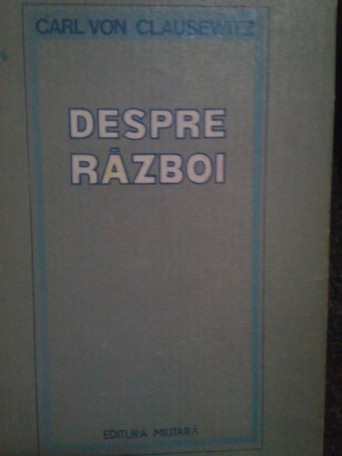 CARL VON CLAUSEWITZ
DESPRE
RĂZBOI
EDITURA MILITARĂ